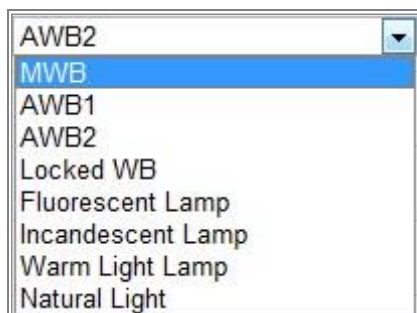 AWB2
MWB
AWB1
AWB2
Locked WB
Fluorescent Lamp
Incandescent Lamp
Warm Light Lamp
Natural Light